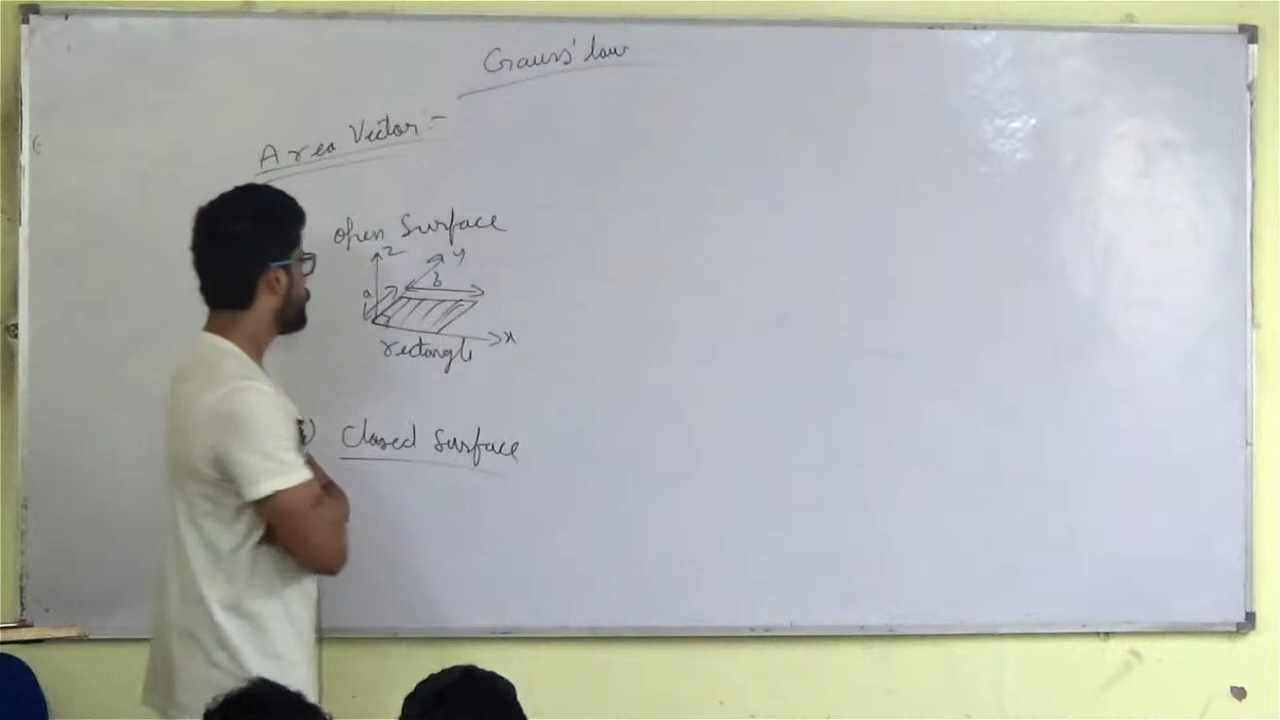 Gauss' law
Area Vector :-
open Surface
z
y
b
a
x
rectangle
) Closed Surface